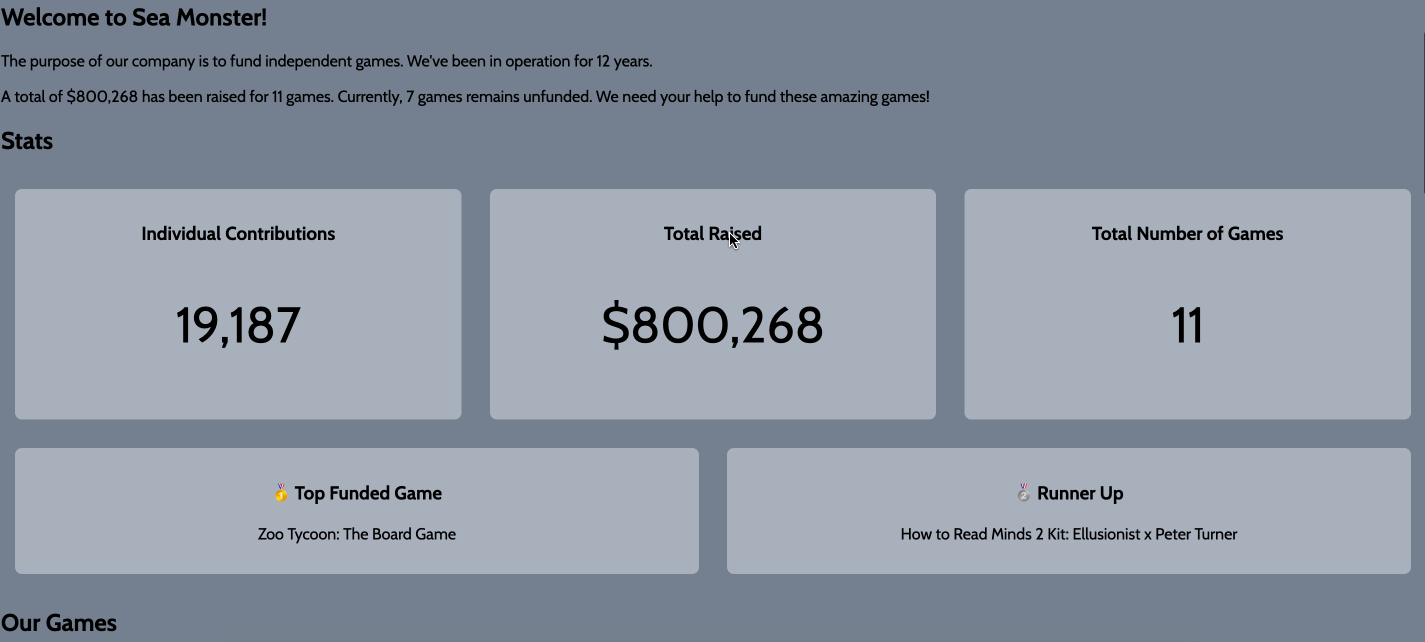 Welcome to Sea Monster!
The purpose of our company is to fund independent games. We've been in operation for 12 years.
A total of $800,268 has been raised for 11 games. Currently, 7 games remains unfunded. We need your help to fund these amazing games!
Stats
Individual Contributions
19,187
Total Raised
$800,268
Total Number of Games
11
🥇 Top Funded Game
Zoo Tycoon: The Board Game
🥈 Runner Up
How to Read Minds 2 Kit: Ellusionist x Peter Turner
Our Games